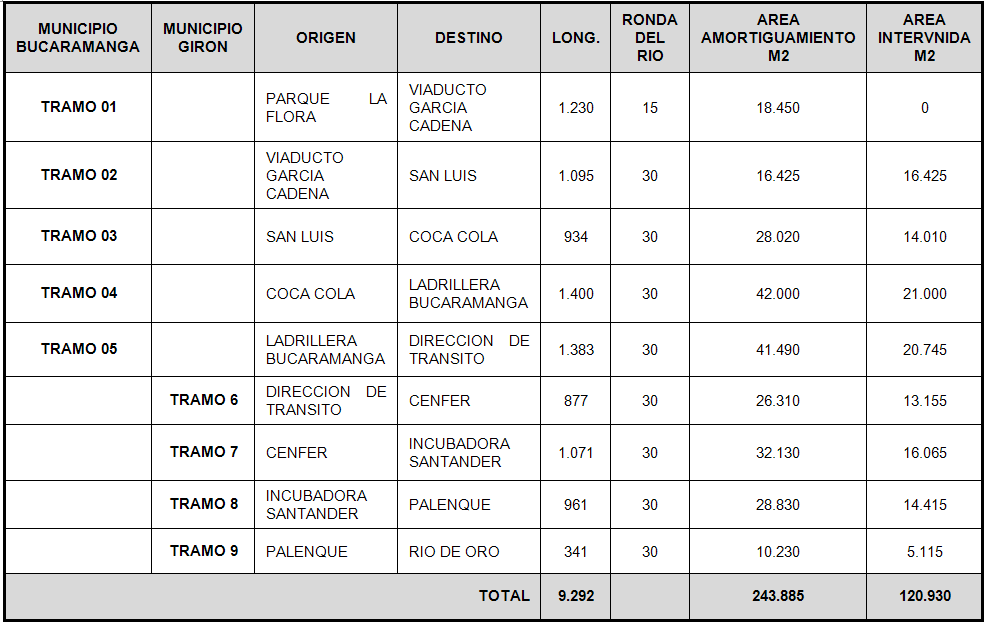 MUNICIPIO
BUCARAMANGA
MUNICIPIO
GIRON
ORIGEN
DESTINO
LONG.
RONDA
DEL
RIO
AREA
AMORTIGUAMIENTO
M2
AREA
INTERVNIDA
M2
TRAMO 01
PARQUE LA
FLORA
VIADUCTO
GARCIA
CADENA
1.230
15
18.450
0
TRAMO 02
VIADUCTO
GARCIA
CADENA
SAN LUIS
1.095
30
16.425
16.425
TRAMO 03
SAN LUIS
COCA COLA
934
30
28.020
14.010
TRAMO 04
COCA COLA
LADRILLERA
BUCARAMANGA
1.400
30
42.000
21.000
TRAMO 05
LADRILLERA
BUCARAMANGA
DIRECCION DE
TRANSITO
1.383
30
41.490
20.745
TRAMO 6
DIRECCION DE
TRANSITO
CENFER
877
30
26.310
13.155
TRAMO 7
CENFER
INCUBADORA
SANTANDER
1.071
30
32.130
16.065
TRAMO 8
INCUBADORA
SANTANDER
PALENQUE
961
30
28.830
14.415
TRAMO 9
PALENQUE
RIO DE ORO
341
30
10.230
5.115
TOTAL
9.292
243.885
120.930